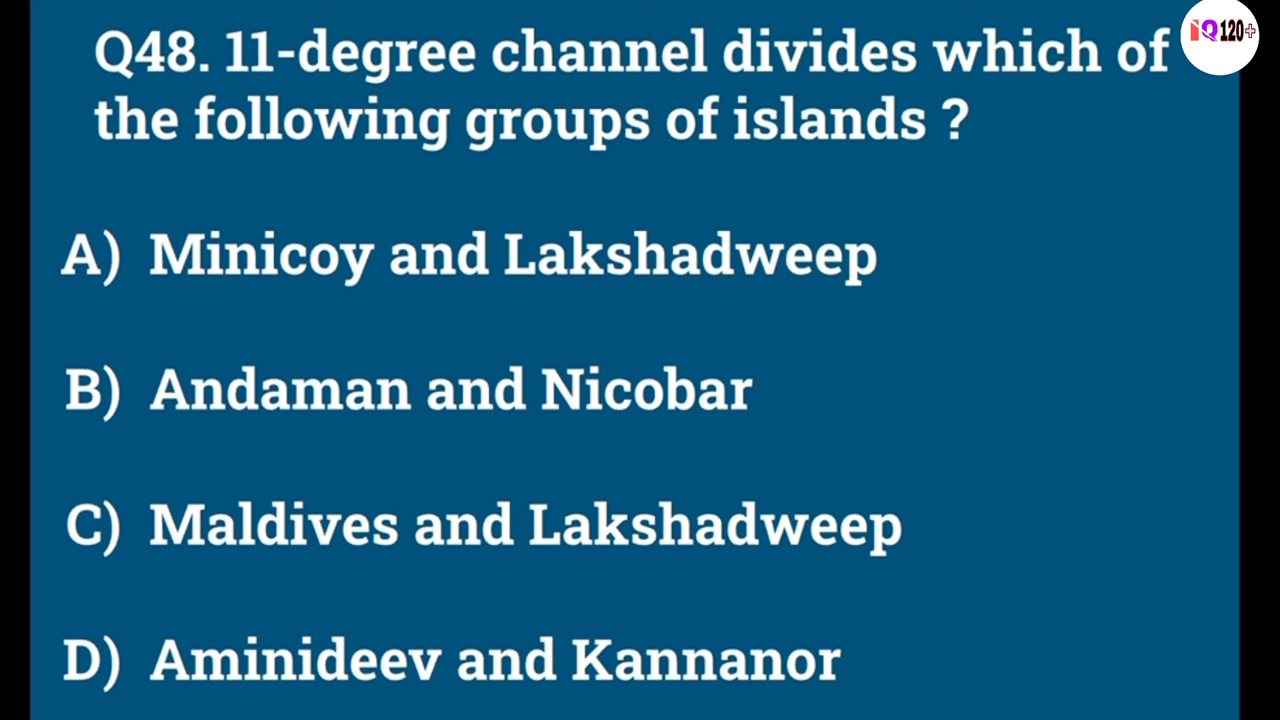 Q48. 11-degree channel divides which of
the following groups of islands ?
A) Minicoy and Lakshadweep
B) Andaman and Nicobar
C) Maldives and Lakshadweep
D) Aminideev and Kannanor
iQ120+